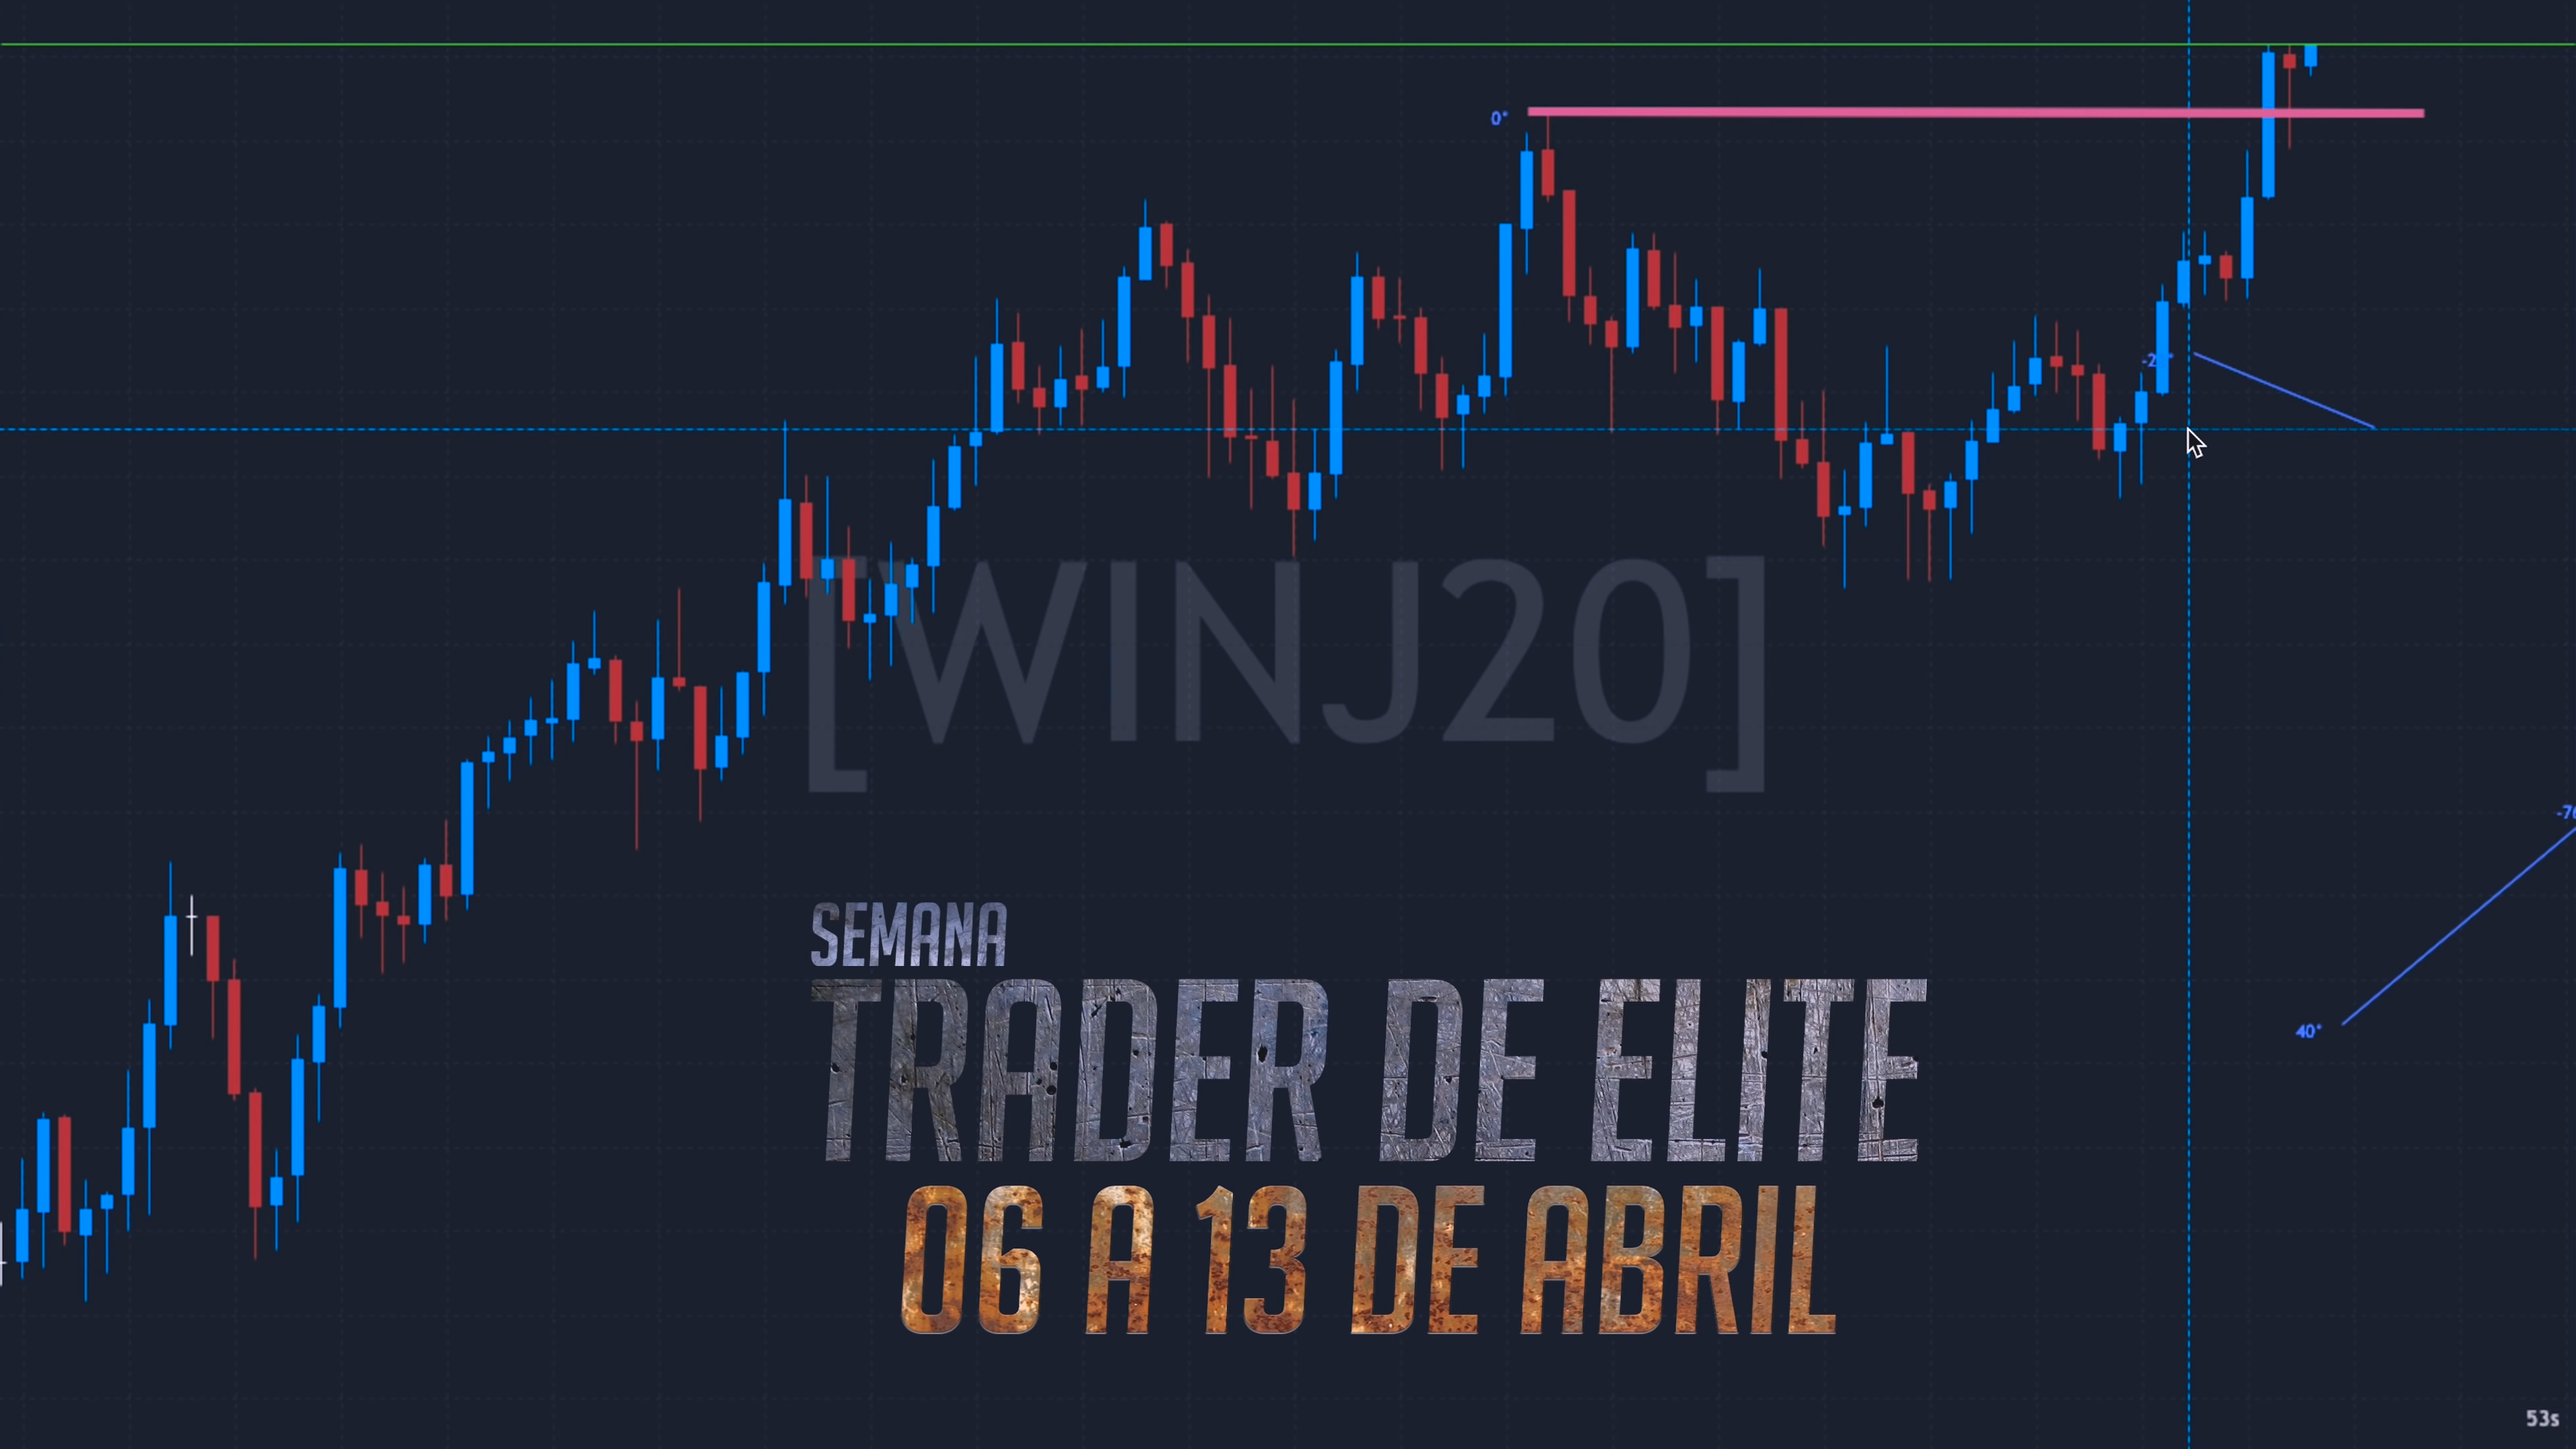 0°
[WINJ20]
SEMANA
TRADER DE ELITE
06 A 13 DE ABRIL
40°
53s